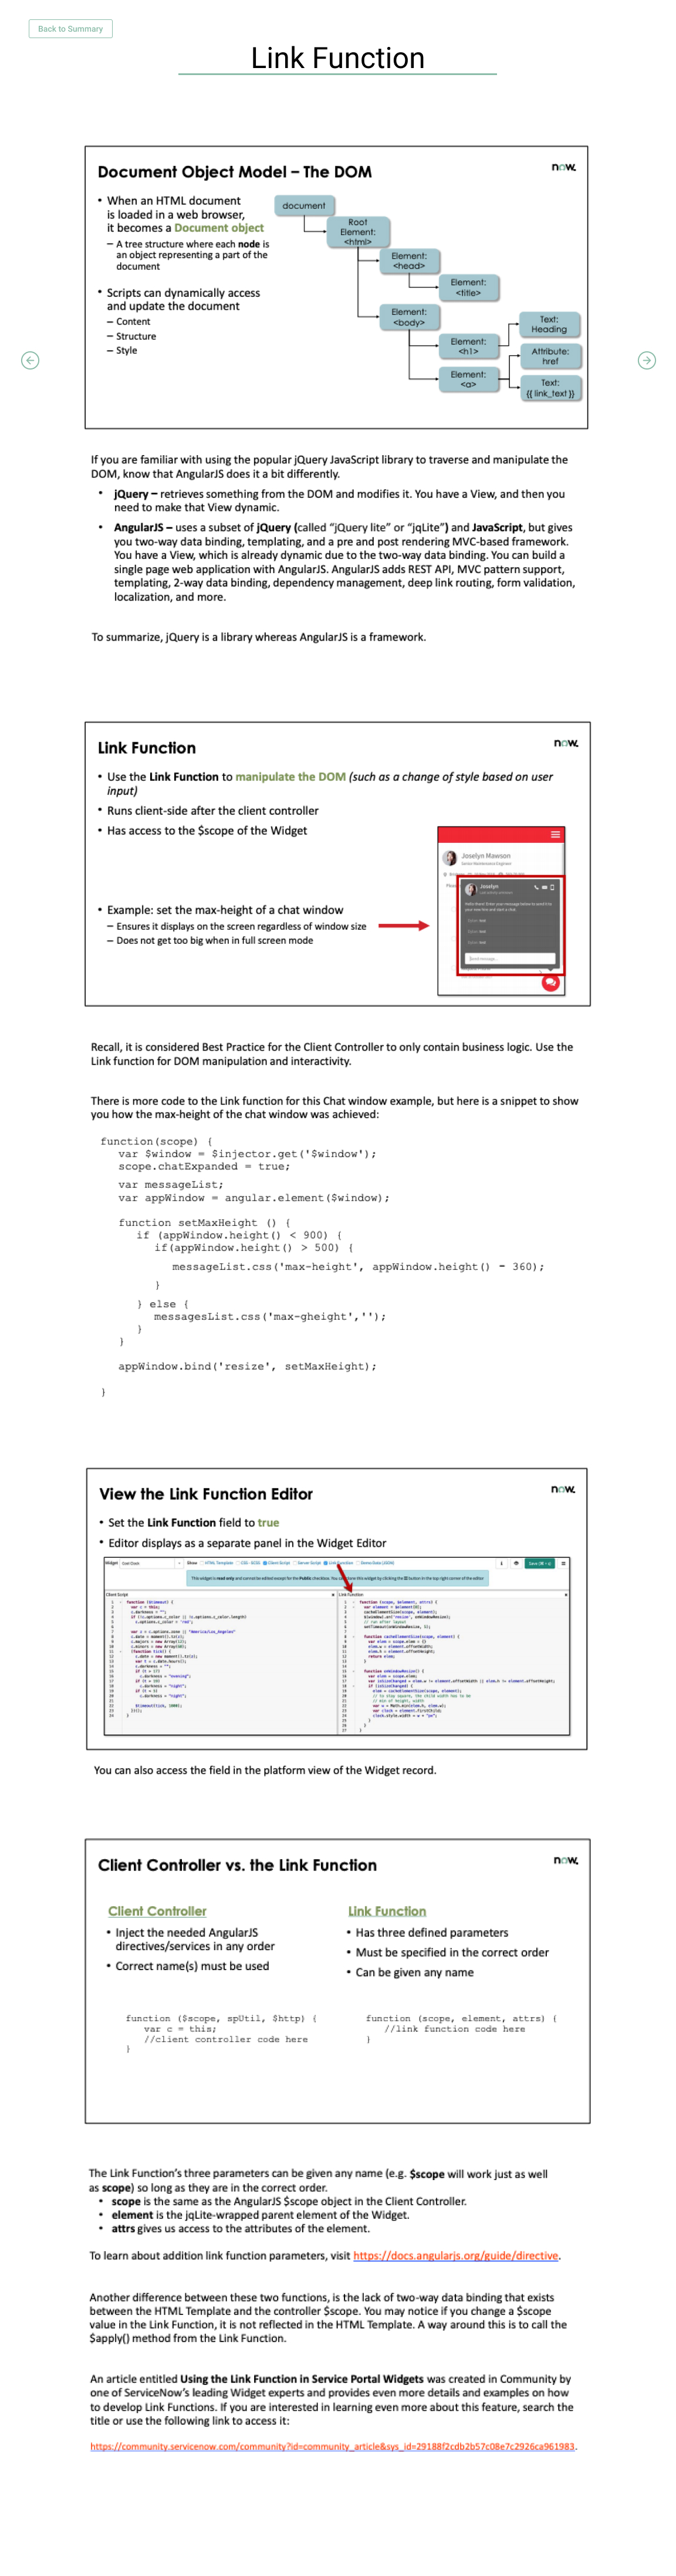 Back to Summary
Link Function
Document Object Model – The DOM
now.
• When an HTML document
is loaded in a web browser,
it becomes a Document object
– A tree structure where each node is
an object representing a part of the
document
• Scripts can dynamically access
and update the document
– Content
– Structure
– Style
document
Root
Element:
<html>
Element:
<head>
Element:
<title>
Element:
<body>
Text:
Heading
Element:
<h1>
Attribute:
href
Element:
<a>
Text:
{{ link_text }}
If you are familiar with using the popular jQuery JavaScript library to traverse and manipulate the
DOM, know that AngularJS does it a bit differently.
• jQuery – retrieves something from the DOM and modifies it. You have a View, and then you
need to make that View dynamic.
• AngularJS – uses a subset of jQuery (called “jQuery lite” or “jqLite”) and JavaScript, but gives
you two-way data binding, templating, and a pre and post rendering MVC-based framework.
You have a View, which is already dynamic due to the two-way data binding. You can build a
single page web application with AngularJS. AngularJS adds REST API, MVC pattern support,
templating, 2-way data binding, dependency management, deep link routing, form validation,
localization, and more.
To summarize, jQuery is a library whereas AngularJS is a framework.
Link Function
now.
• Use the Link Function to manipulate the DOM (such as a change of style based on user
input)
• Runs client-side after the client controller
• Has access to the $scope of the Widget
• Example: set the max-height of a chat window
– Ensures it displays on the screen regardless of window size
– Does not get too big when in full screen mode
Joselyn Mawson
Joselyn
Recall, it is considered Best Practice for the Client Controller to only contain business logic. Use the
Link function for DOM manipulation and interactivity.
There is more code to the Link function for this Chat window example, but here is a snippet to show
you how the max-height of the chat window was achieved:
function(scope) {
var $window = $injector.get('$window');
scope.chatExpanded = true;
var messageList;
var appWindow = angular.element($window);
function setMaxHeight () {
if (appWindow.height() < 900) {
if(appWindow.height() > 500) {
messageList.css('max-height', appWindow.height() - 360);
}
} else {
messagesList.css('max-gheight','');
}
}
appWindow.bind('resize', setMaxHeight);
}
View the Link Function Editor
now.
• Set the Link Function field to true
• Editor displays as a separate panel in the Widget Editor
You can also access the field in the platform view of the Widget record.
Client Controller vs. the Link Function
now.
Client Controller
• Inject the needed AngularJS
directives/services in any order
• Correct name(s) must be used
function ($scope, spUtil, $http) {
var c = this;
//client controller code here
}
Link Function
• Has three defined parameters
• Must be specified in the correct order
• Can be given any name
function (scope, element, attrs) {
//link function code here
}
The Link Function’s three parameters can be given any name (e.g. $scope will work just as well
as scope) so long as they are in the correct order.
• scope is the same as the AngularJS $scope object in the Client Controller.
• element is the jqLite-wrapped parent element of the Widget.
• attrs gives us access to the attributes of the element.
To learn about addition link function parameters, visit https://docs.angularjs.org/guide/directive.
Another difference between these two functions, is the lack of two-way data binding that exists
between the HTML Template and the controller $scope. You may notice if you change a $scope
value in the Link Function, it is not reflected in the HTML Template. A way around this is to call the
$apply() method from the Link Function.
An article entitled Using the Link Function in Service Portal Widgets was created in Community by
one of ServiceNow’s leading Widget experts and provides even more details and examples on how
to develop Link Functions. If you are interested in learning even more about this feature, search the
title or use the following link to access it:
https://community.servicenow.com/community?id=community_article&sys_id=29188f2cdb2b57c08e7c2926ca961983.